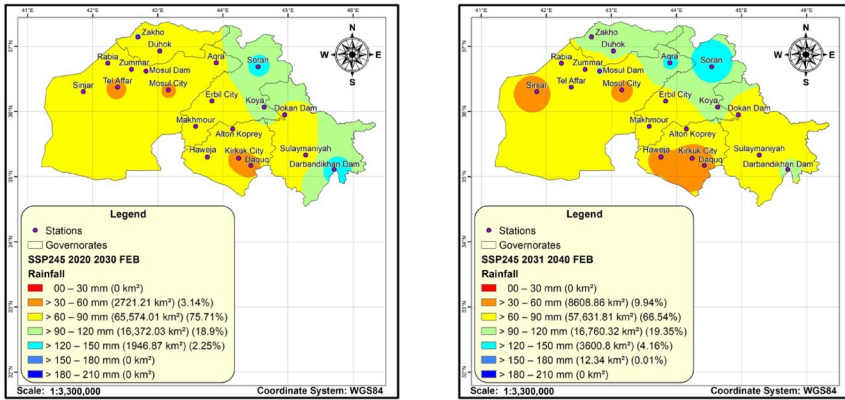 41°E 42°E 43°E 44°E 45°E 46°E
37°N
36°N
35°N
34°N
33°N
32°N
N
W E
S
Zakho
Duhok
Rabia
Zummar
Aqra
Soran
Mosul Dam
Tel Affar
Mosul City
Sinjar
Erbil City
Koya
Dokan Dam
Makhmour
Alton Koprey
Haweja
Kirkuk City
Daquq
Sulaymaniyah
Darbandikhan Dam
Legend
Stations
Governorates
SSP245 2020 2030 FEB
Rainfall
00 – 30 mm (0 km²)
> 30 – 60 mm (2721.21 km²) (3.14%)
> 60 – 90 mm (65,574.01 km²) (75.71%)
> 90 – 120 mm (16,372.03 km²) (18.9%)
> 120 – 150 mm (1946.87 km²) (2.25%)
> 150 – 180 mm (0 km²)
> 180 – 210 mm (0 km²)
Scale: 1:3,300,000 Coordinate System: WGS84
41°E 42°E 43°E 44°E 45°E 46°E
37°N
36°N
35°N
34°N
33°N
32°N
N
W E
S
Zakho
Duhok
Rabia
Zummar
Aqra
Soran
Mosul Dam
Tel Affar
Mosul City
Sinjar
Erbil City
Koya
Dokan Dam
Makhmour
Alton Koprey
Haweja
Kirkuk City
Daquq
Sulaymaniyah
Darbandikhan Dam
Legend
Stations
Governorates
SSP245 2031 2040 FEB
Rainfall
00 – 30 mm (0 km²)
> 30 – 60 mm (8608.86 km²) (9.94%)
> 60 – 90 mm (57,631.81 km²) (66.54%)
> 90 – 120 mm (16,760.32 km²) (19.35%)
> 120 – 150 mm (3600.8 km²) (4.16%)
> 150 – 180 mm (12.34 km²) (0.01%)
> 180 – 210 mm (0 km²)
Scale: 1:3,300,000 Coordinate System: WGS84